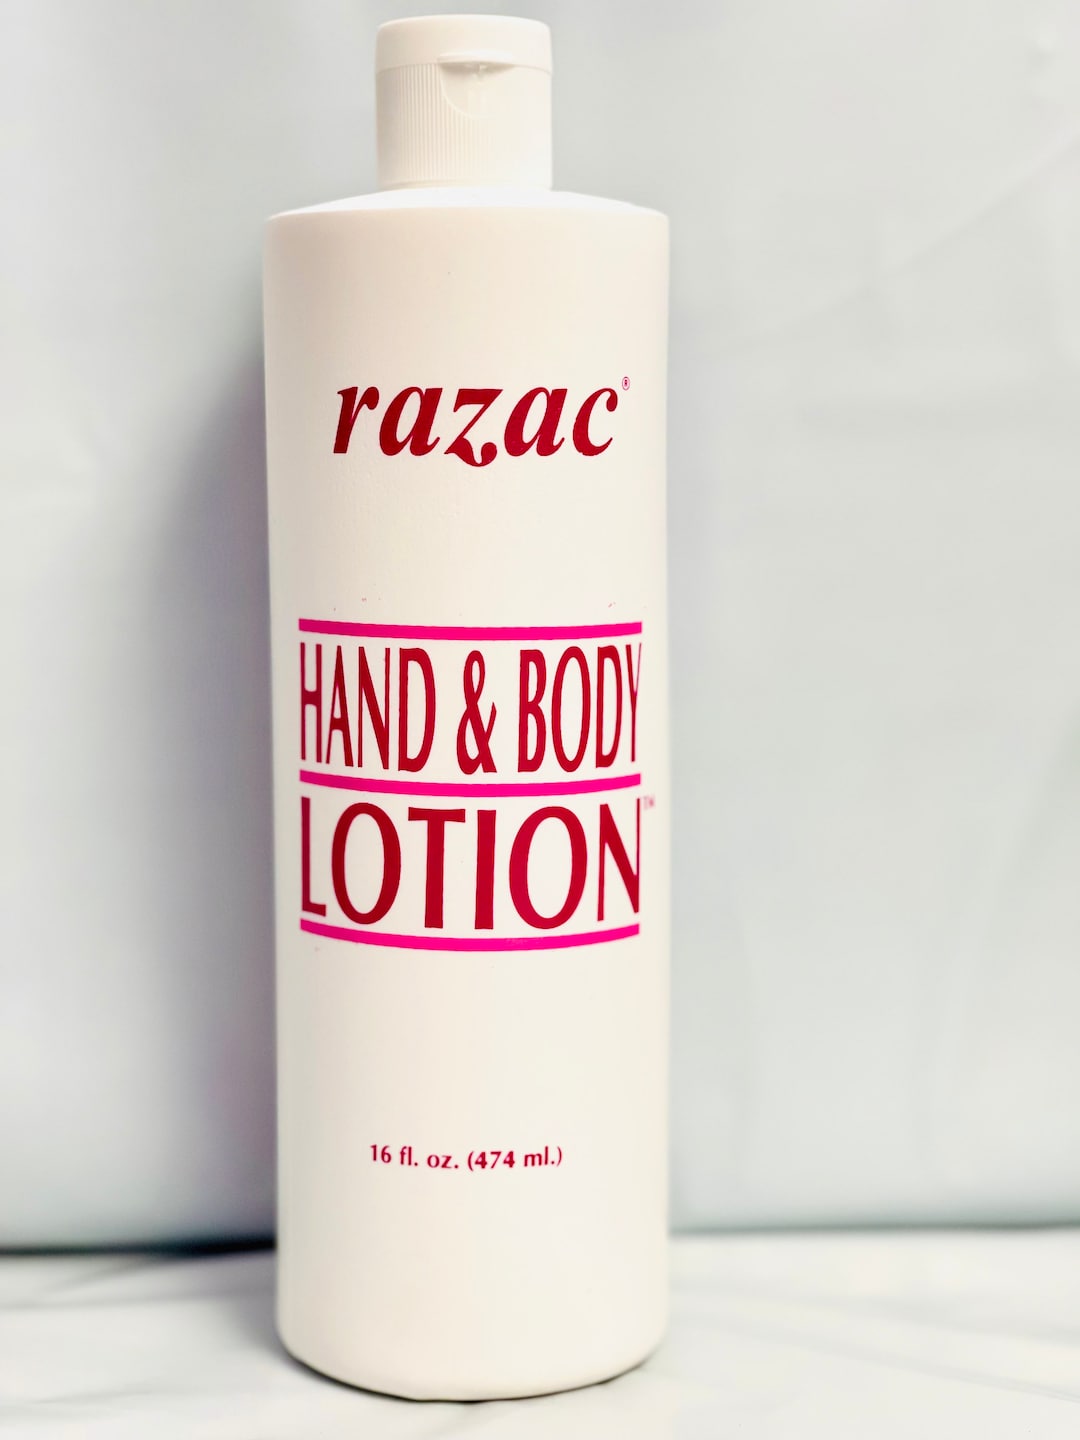 razac®
HAND & BODY
LOTION™
16 fl. oz. (474 ml.)